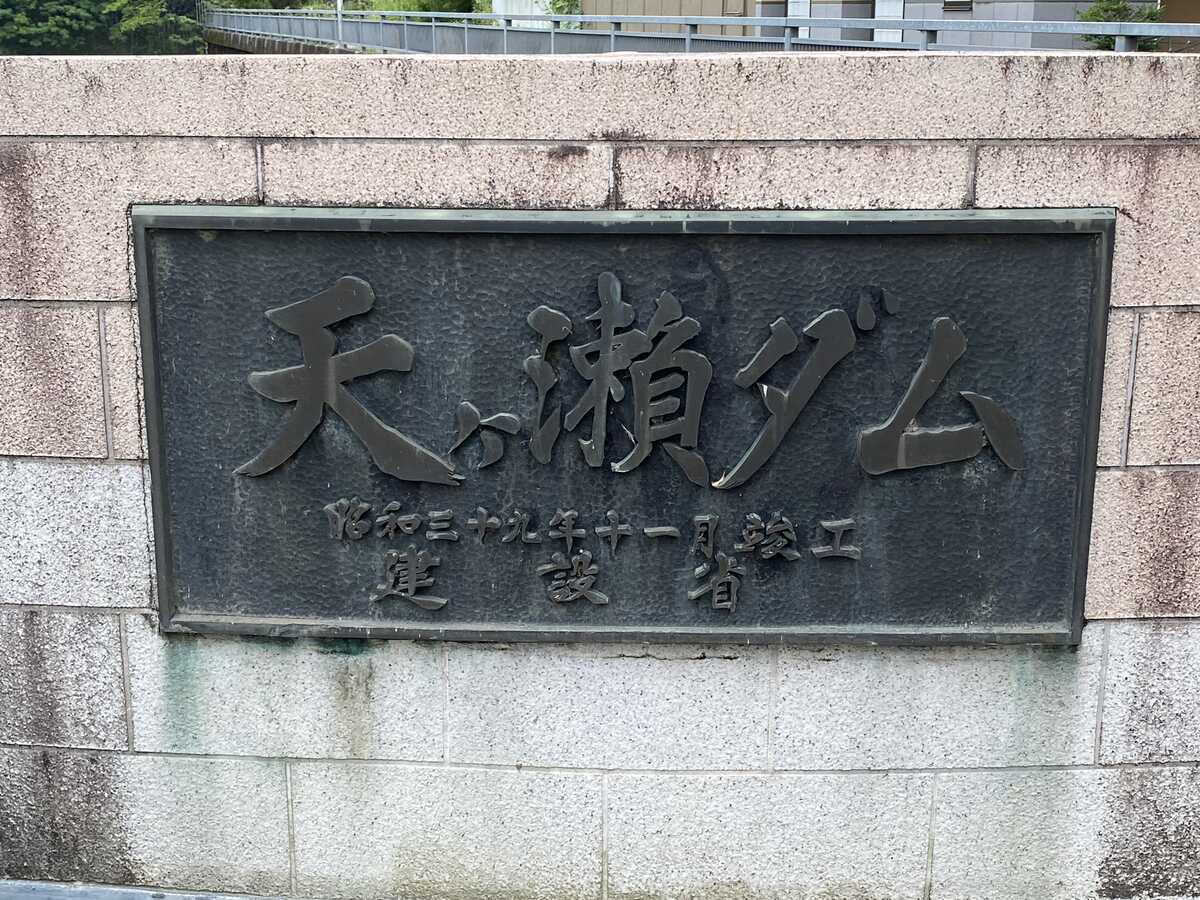 天ヶ瀬ダム
昭和三十九年十一月竣工
建設省